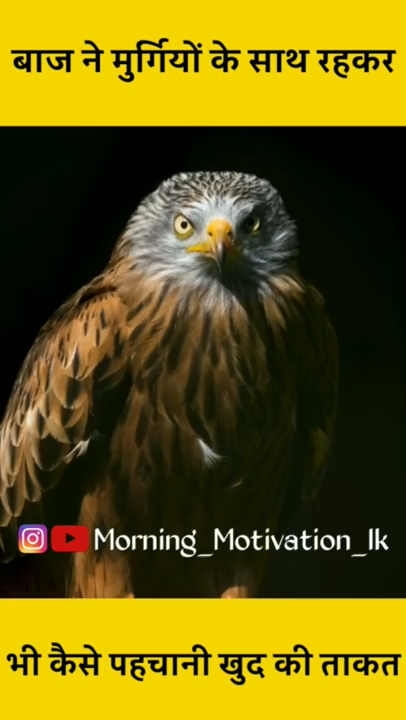 बाज ने मुर्गियों के साथ रहकर
Morning_Motivation_lk
भी कैसे पहचानी खुद की ताकत